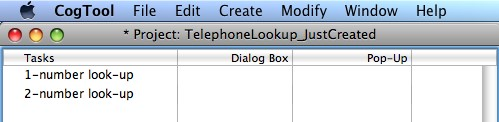 CogTool File Edit Create Modify Window Help
* Project: TelephoneLookup_JustCreated
Tasks Dialog Box Pop-Up
1-number look-up
2-number look-up